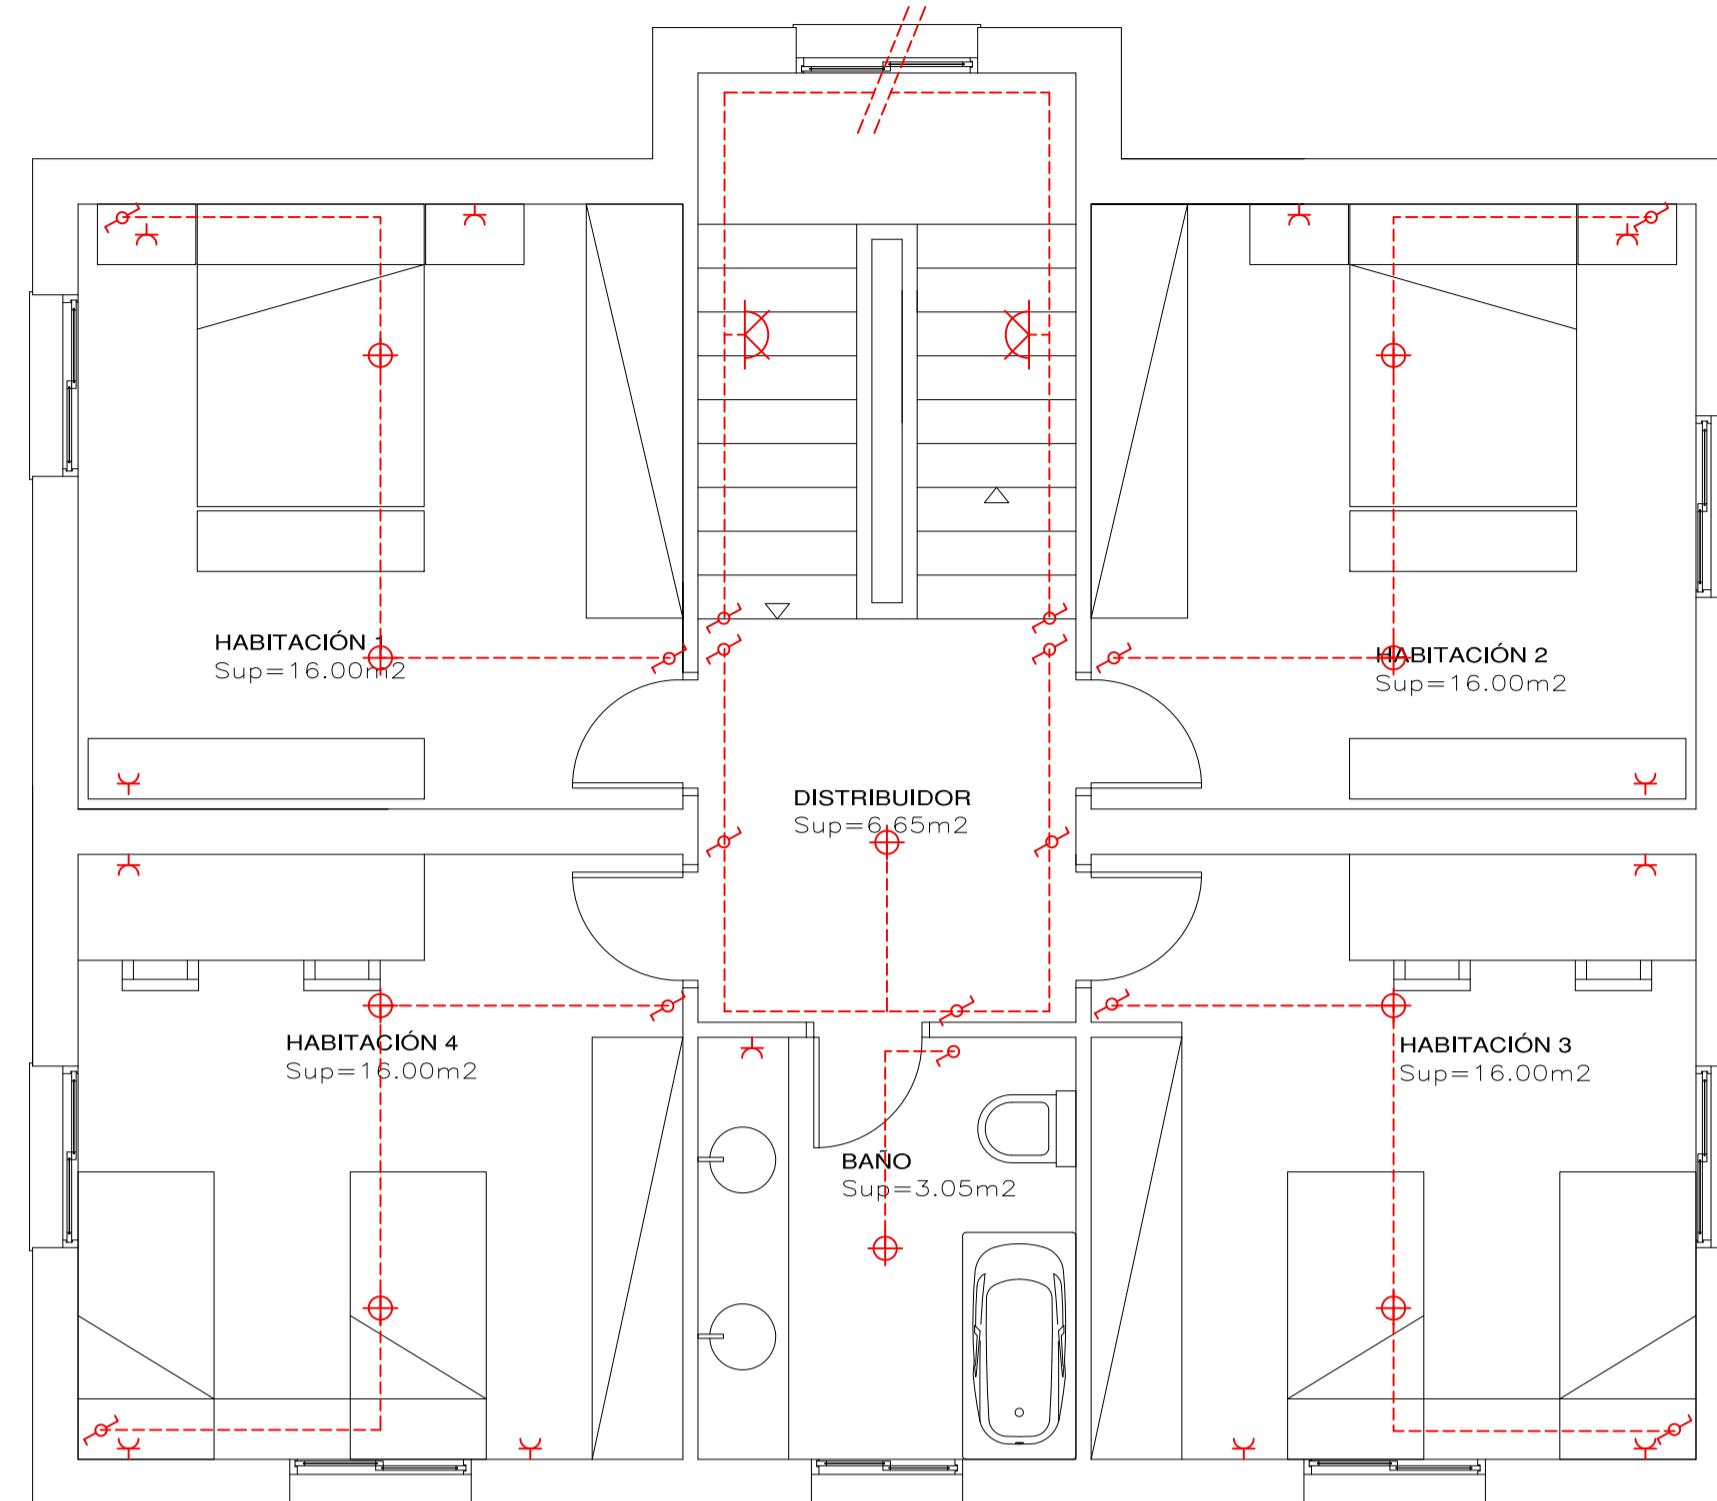 HABITACIÓN 1
Sup=16.00m2
HABITACIÓN 2
Sup=16.00m2
DISTRIBUIDOR
Sup=6.65m2
HABITACIÓN 4
Sup=16.00m2
HABITACIÓN 3
Sup=16.00m2
BAÑO
Sup=3.05m2